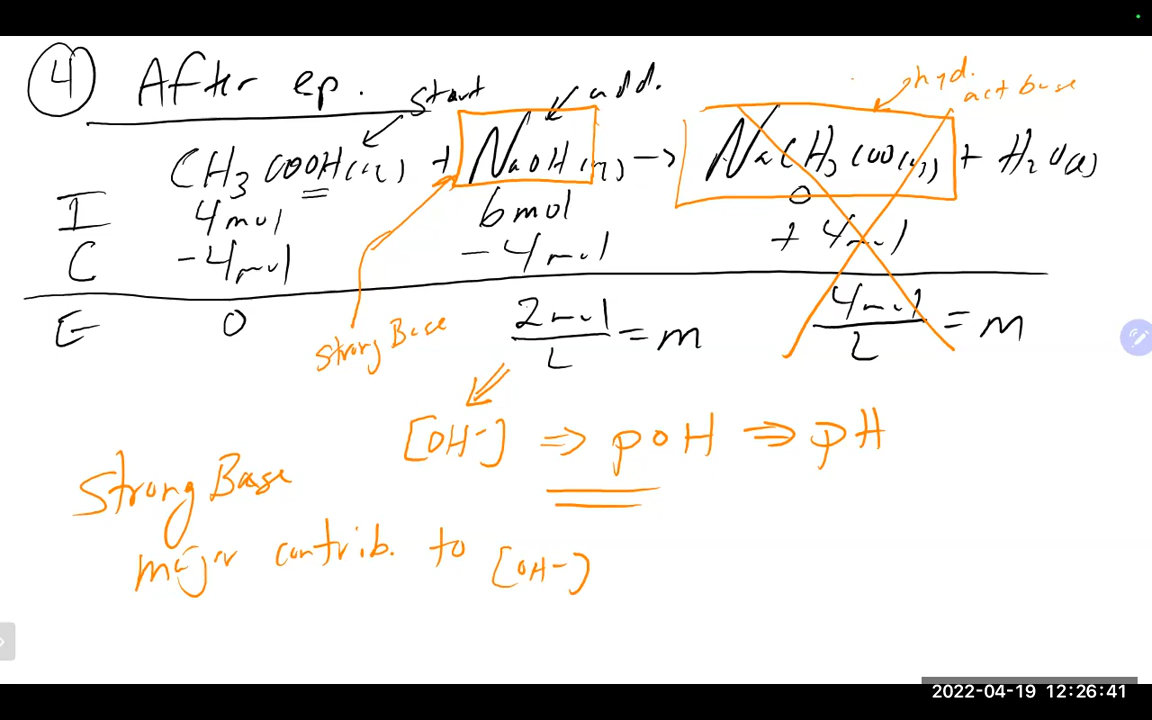 ④ After ep.
start
add.
hyd.
act base
CH3COOH(aq) + NaOH(aq) → NaCH3COO(aq) + H2O(l)
I 4mol 6mol 0
C -4mol -4mol + 4mol
E 0 2mol/L = m 4mol/L = m
Strong Base
[OH-] ⇒ pOH ⇒ pH
Strong Base
major contrib. to [OH-]
2022-04-19 12:26:41